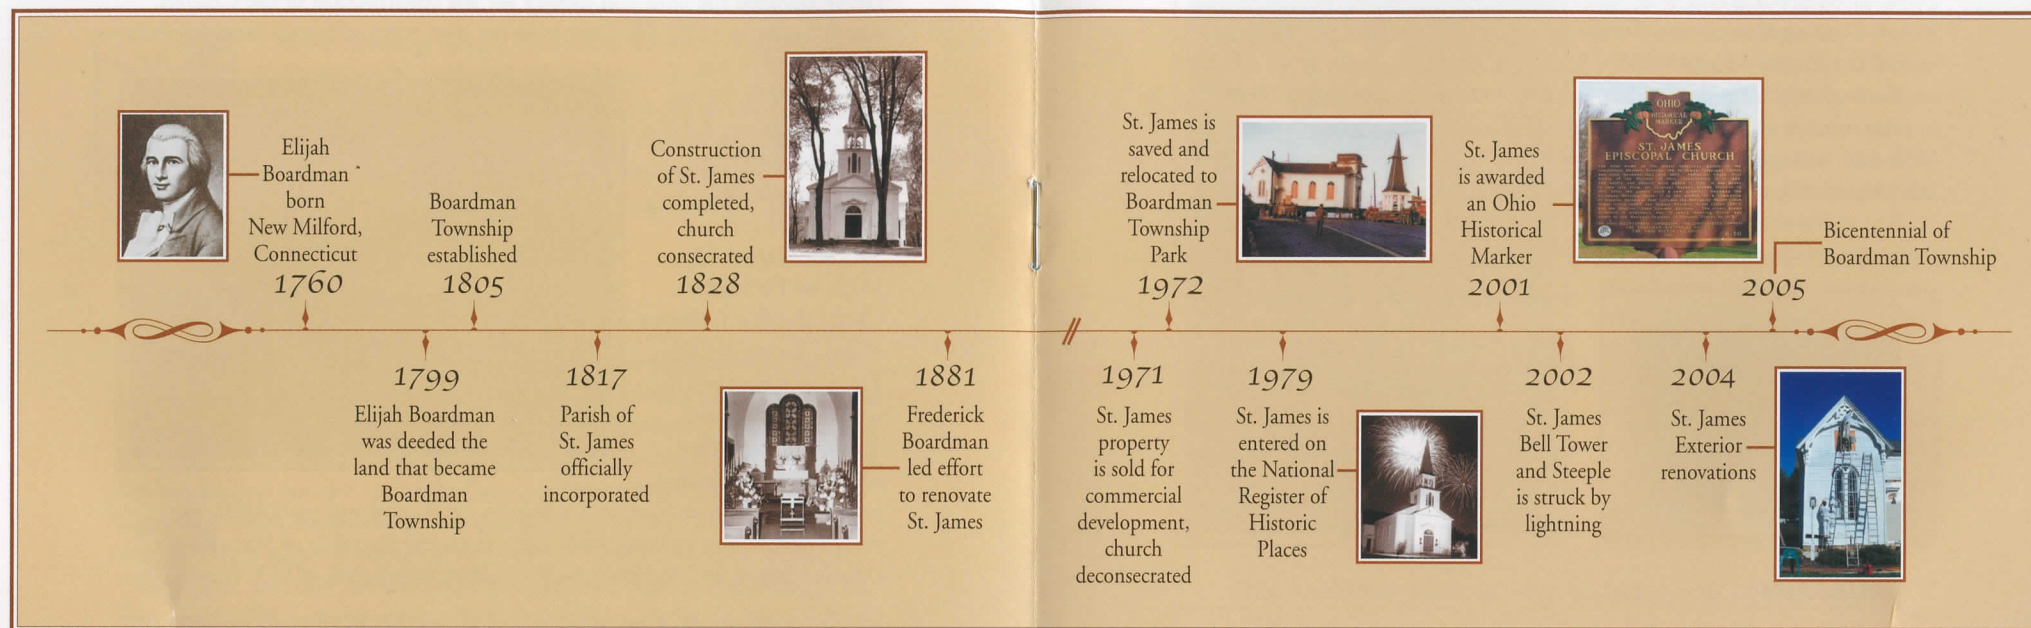 Elijah
Boardman
born
New Milford,
Connecticut
1760
1799
Elijah Boardman
was deeded the
land that became
Boardman
Township
Boardman
Township
established
1805
1817
Parish of
St. James
officially
incorporated
Construction
of St. James
completed,
church
consecrated
1828
1881
Frederick
Boardman
led effort
to renovate
St. James
1971
St. James
property
is sold for
commercial
development,
church
deconsecrated
St. James is
saved and
relocated to
Boardman
Township
Park
1972
1979
St. James is
entered on
the National
Register of
Historic
Places
St. James
is awarded
an Ohio
Historical
Marker
2001
OHIO
HISTORICAL
MARKER
ST. JAMES
EPISCOPAL CHURCH
2002
St. James
Bell Tower
and Steeple
is struck by
lightning
2004
St. James
Exterior
renovations
Bicentennial of
Boardman Township
2005